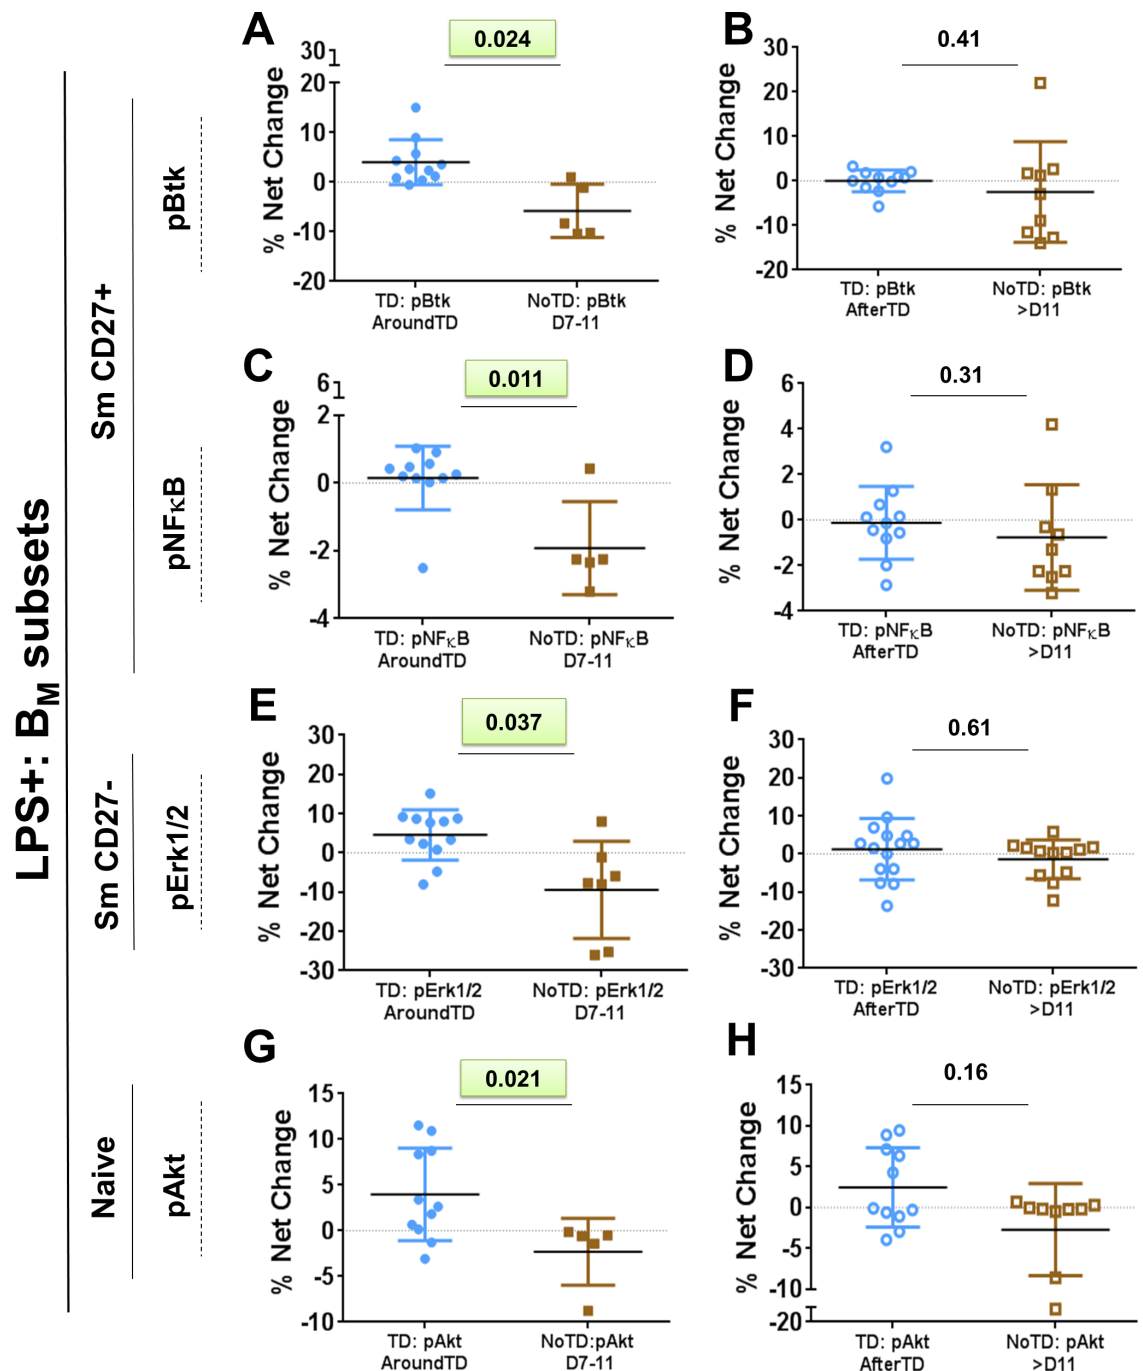 LPS+: BM subsets
Sm CD27+
pBtk
pNFκB
Sm CD27-
pErk1/2
Naive
pAkt
A
0.024
% Net Change
30
20
10
0
-10
-20
TD: pBtk
AroundTD
NoTD: pBtk
D7-11
B
0.41
% Net Change
30
20
10
0
-10
-20
TD: pBtk
AfterTD
NoTD: pBtk
>D11
C
0.011
% Net Change
6
2
0
-2
-4
TD: pNFκB
AroundTD
NoTD: pNFκB
D7-11
D
0.31
% Net Change
6
4
2
0
-2
-4
TD: pNFκB
AfterTD
NoTD: pNFκB
>D11
E
0.037
% Net Change
30
20
10
0
-10
-20
-30
TD: pErk1/2
AroundTD
NoTD: pErk1/2
D7-11
F
0.61
% Net Change
30
20
10
0
-10
-20
-30
TD: pErk1/2
AfterTD
NoTD: pErk1/2
>D11
G
0.021
% Net Change
15
10
5
0
-5
-10
TD: pAkt
AroundTD
NoTD:pAkt
D7-11
H
0.16
% Net Change
15
10
5
0
-5
-10
-20
TD: pAkt
AfterTD
NoTD: pAkt
>D11